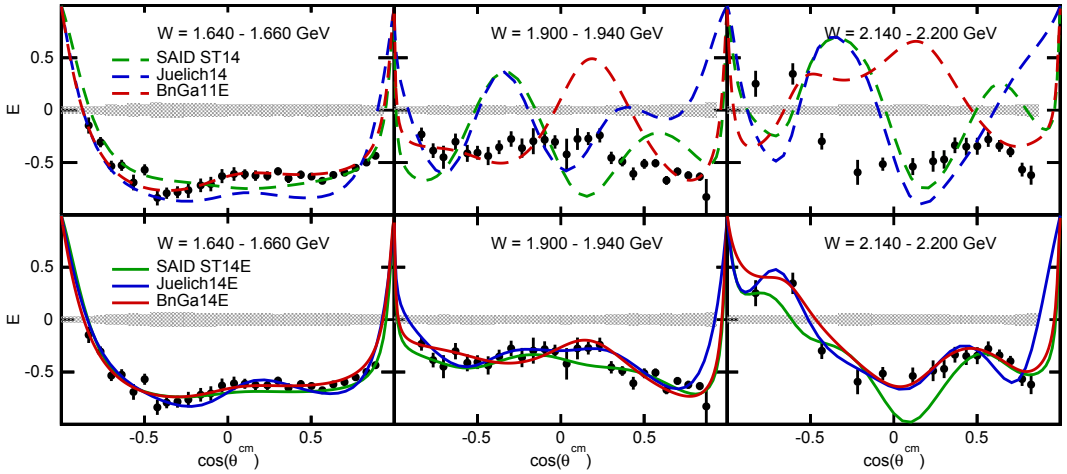 W = 1.640 - 1.660 GeV
W = 1.900 - 1.940 GeV
W = 2.140 - 2.200 GeV
SAID ST14
Juelich14
BnGa11E
0.5
0
-0.5
E
W = 1.640 - 1.660 GeV
W = 1.900 - 1.940 GeV
W = 2.140 - 2.200 GeV
SAID ST14E
Juelich14E
BnGa14E
0.5
0
-0.5
E
-0.5 0 0.5
-0.5 0 0.5
-0.5 0 0.5
cos(θ^cm)
cos(θ^cm)
cos(θ^cm)